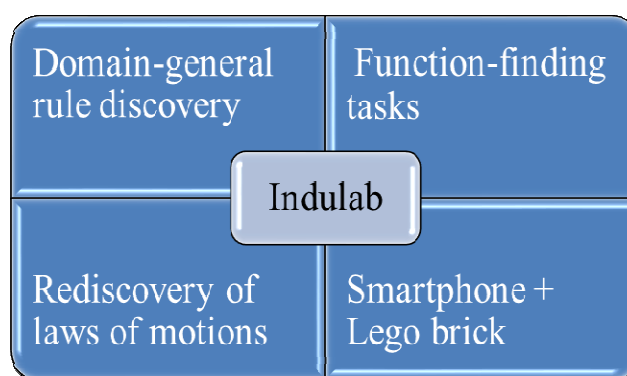 Domain-general
rule discovery
Function-finding
tasks
Indulab
Rediscovery of
laws of motions
Smartphone +
Lego brick